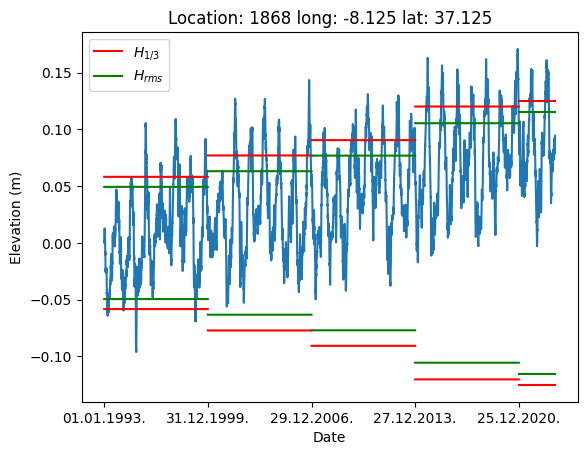 Location: 1868 long: -8.125 lat: 37.125
H1/3
Hrms
0.15
0.10
0.05
0.00
−0.05
−0.10
Elevation (m)
01.01.1993. 31.12.1999. 29.12.2006. 27.12.2013. 25.12.2020.
Date